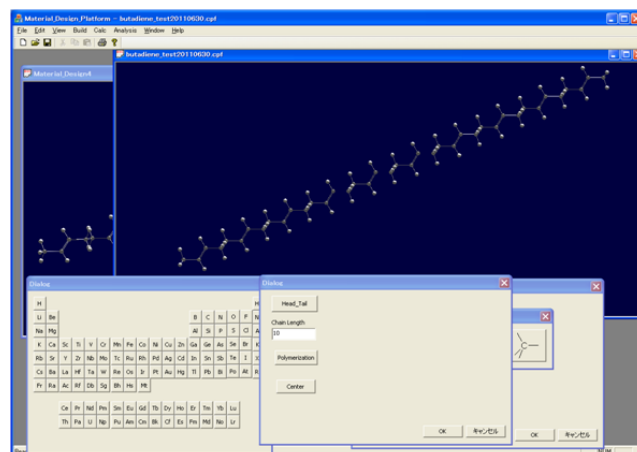 Material_Design_Platform - butadiene_test20110630.cpf
File Edit View Build Calc Analysis Window Help
butadiene_test20110630.cpf
Material_Design4
Dialog
H
Li Be B C N O F
Na Mg Al Si P S Cl
K Ca Sc Ti V Cr Mn Fe Co Ni Cu Zn Ga Ge As Se Br
Rb Sr Y Zr Nb Mo Tc Ru Rh Pd Ag Cd In Sn Sb Te I
Cs Ba La Hf Ta W Re Os Ir Pt Au Hg Tl Pb Bi Po At
Fr Ra Ac Rf Db Sg Bh Hs Mt
Ce Pr Nd Pm Sm Eu Gd Tb Dy Ho Er Tm Yb Lu
Th Pa U Np Pu Am Cm Bk Cf Es Fm Md No Lr
Dialog
Head_Tail
Chain Length
10
Polymerization
Center
OK キャンセル
C
OK キャンセル